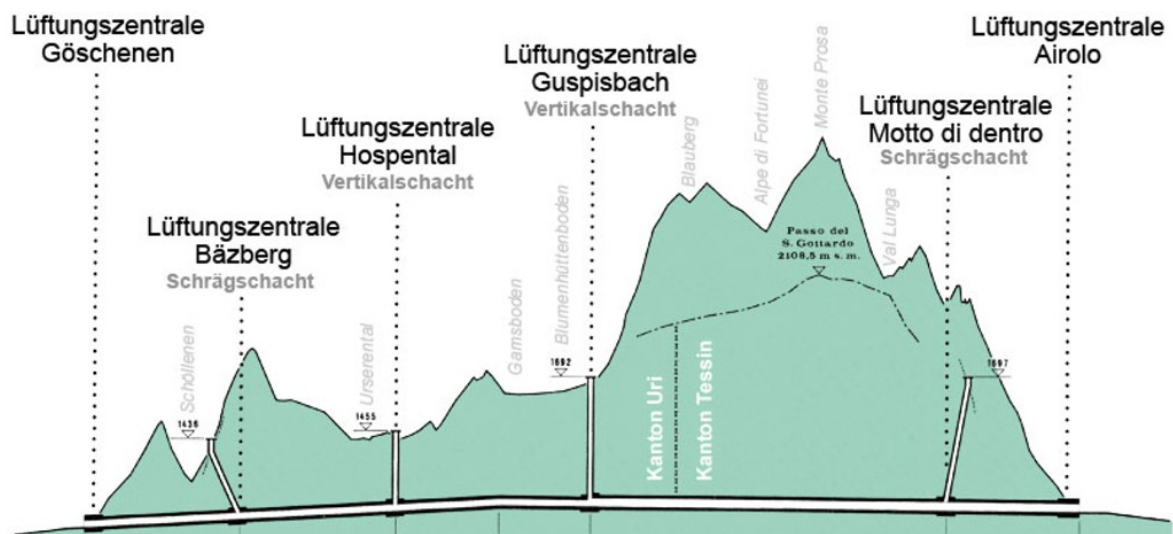 Lüftungszentrale
Göschenen
Lüftungszentrale
Bäzberg
Schrägschacht
Lüftungszentrale
Hospental
Vertikalschacht
Lüftungszentrale
Guspisbach
Vertikalschacht
Lüftungszentrale
Motto di dentro
Schrägschacht
Lüftungszentrale
Airolo
Schöllenen
Urserental
Gamsboden
Blumenhüttenboden
Blauberg
Alpe di Fortunei
Monte Prosa
Val Lunga
1436
1455
1692
Passo del
S. Gottardo
2108,5 m s. m.
1697
Kanton Uri
Kanton Tessin